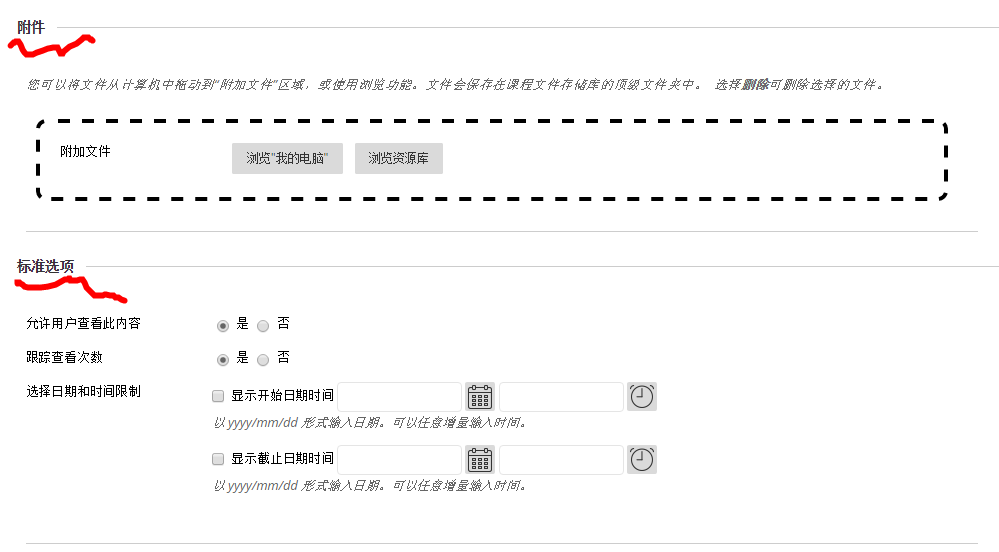 附件
您可以将文件从计算机中拖动到"附加文件"区域，或使用浏览功能。文件会保存在课程文件存储库的顶级文件夹中。 选择删除可删除选择的文件。
附加文件 浏览"我的电脑" 浏览资源库
标准选项
允许用户查看此内容 是 否
跟踪查看次数 是 否
选择日期和时间限制 显示开始日期时间
以 yyyy/mm/dd 形式输入日期。可以任意增量输入时间。
显示截止日期时间
以 yyyy/mm/dd 形式输入日期。可以任意增量输入时间。